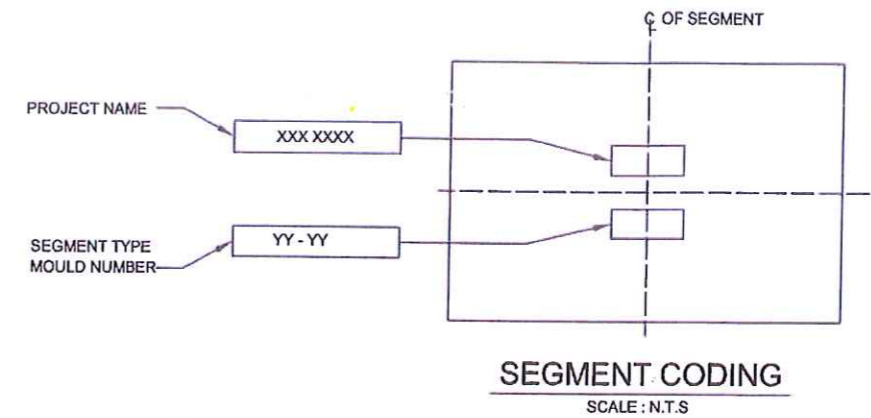 ℄ OF SEGMENT
PROJECT NAME
XXX XXXX
SEGMENT TYPE
MOULD NUMBER
YY - YY
SEGMENT CODING
SCALE : N.T.S